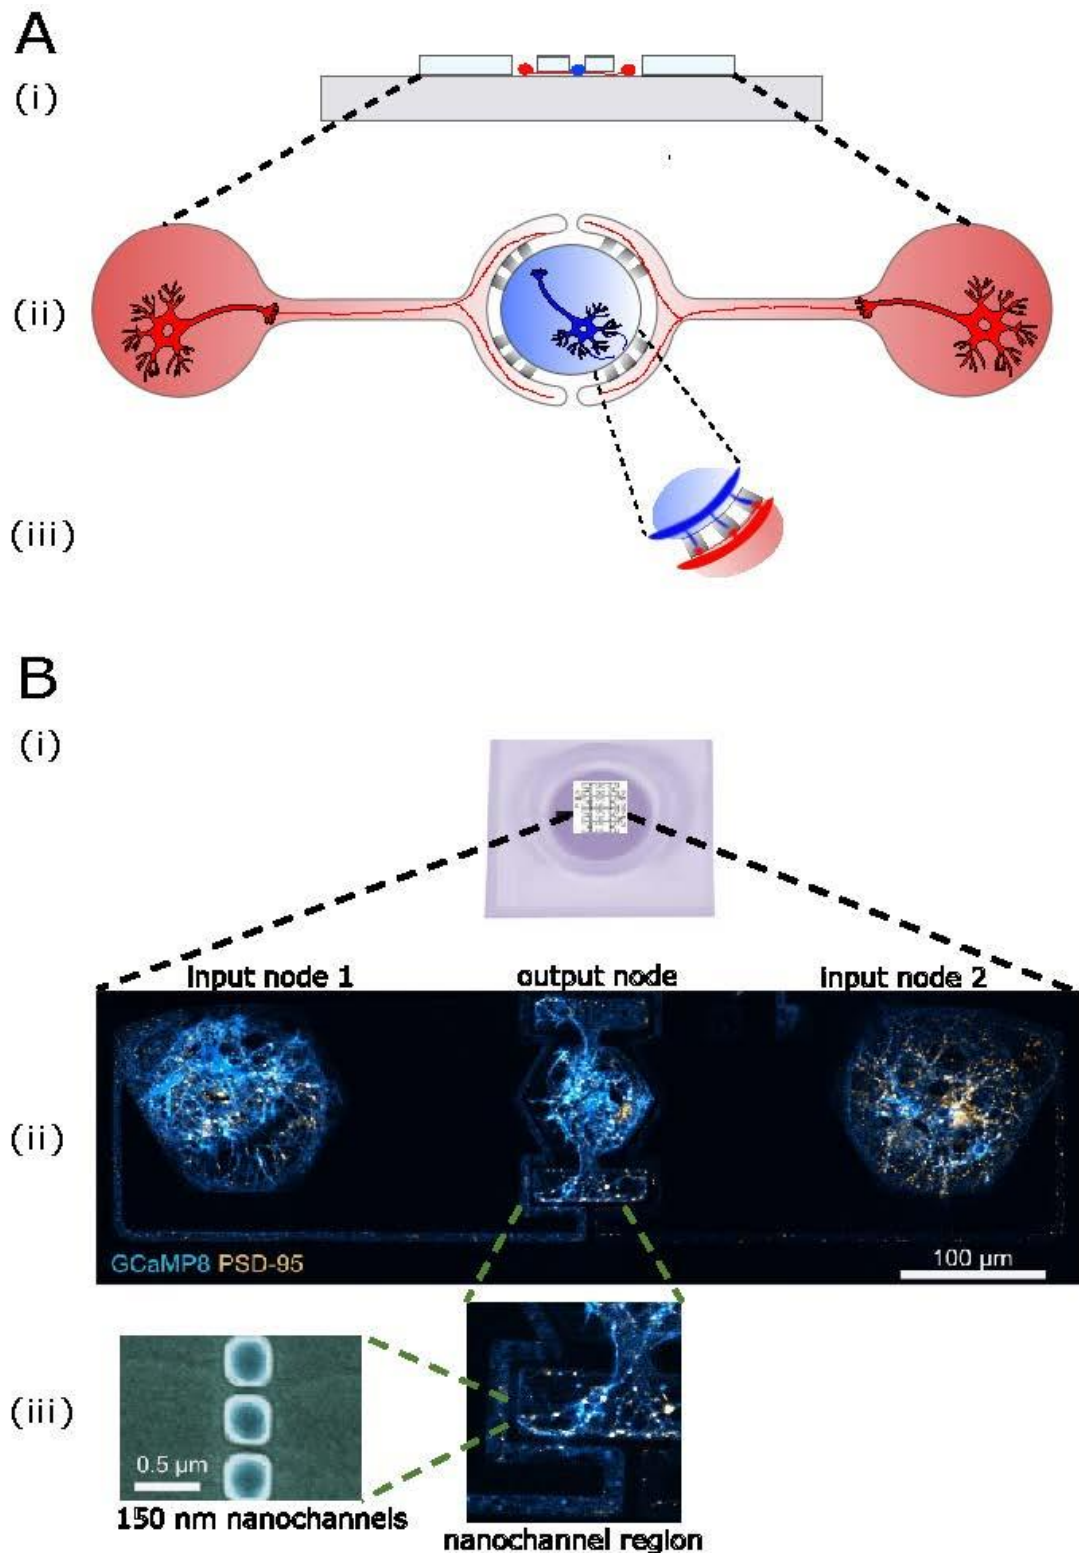 A
(i)
(ii)
(iii)
B
(i)
input node 1 output node input node 2
(ii)
GCaMP8 PSD-95 100 µm
(iii)
0.5 µm
150 nm nanochannels
nanochannel region